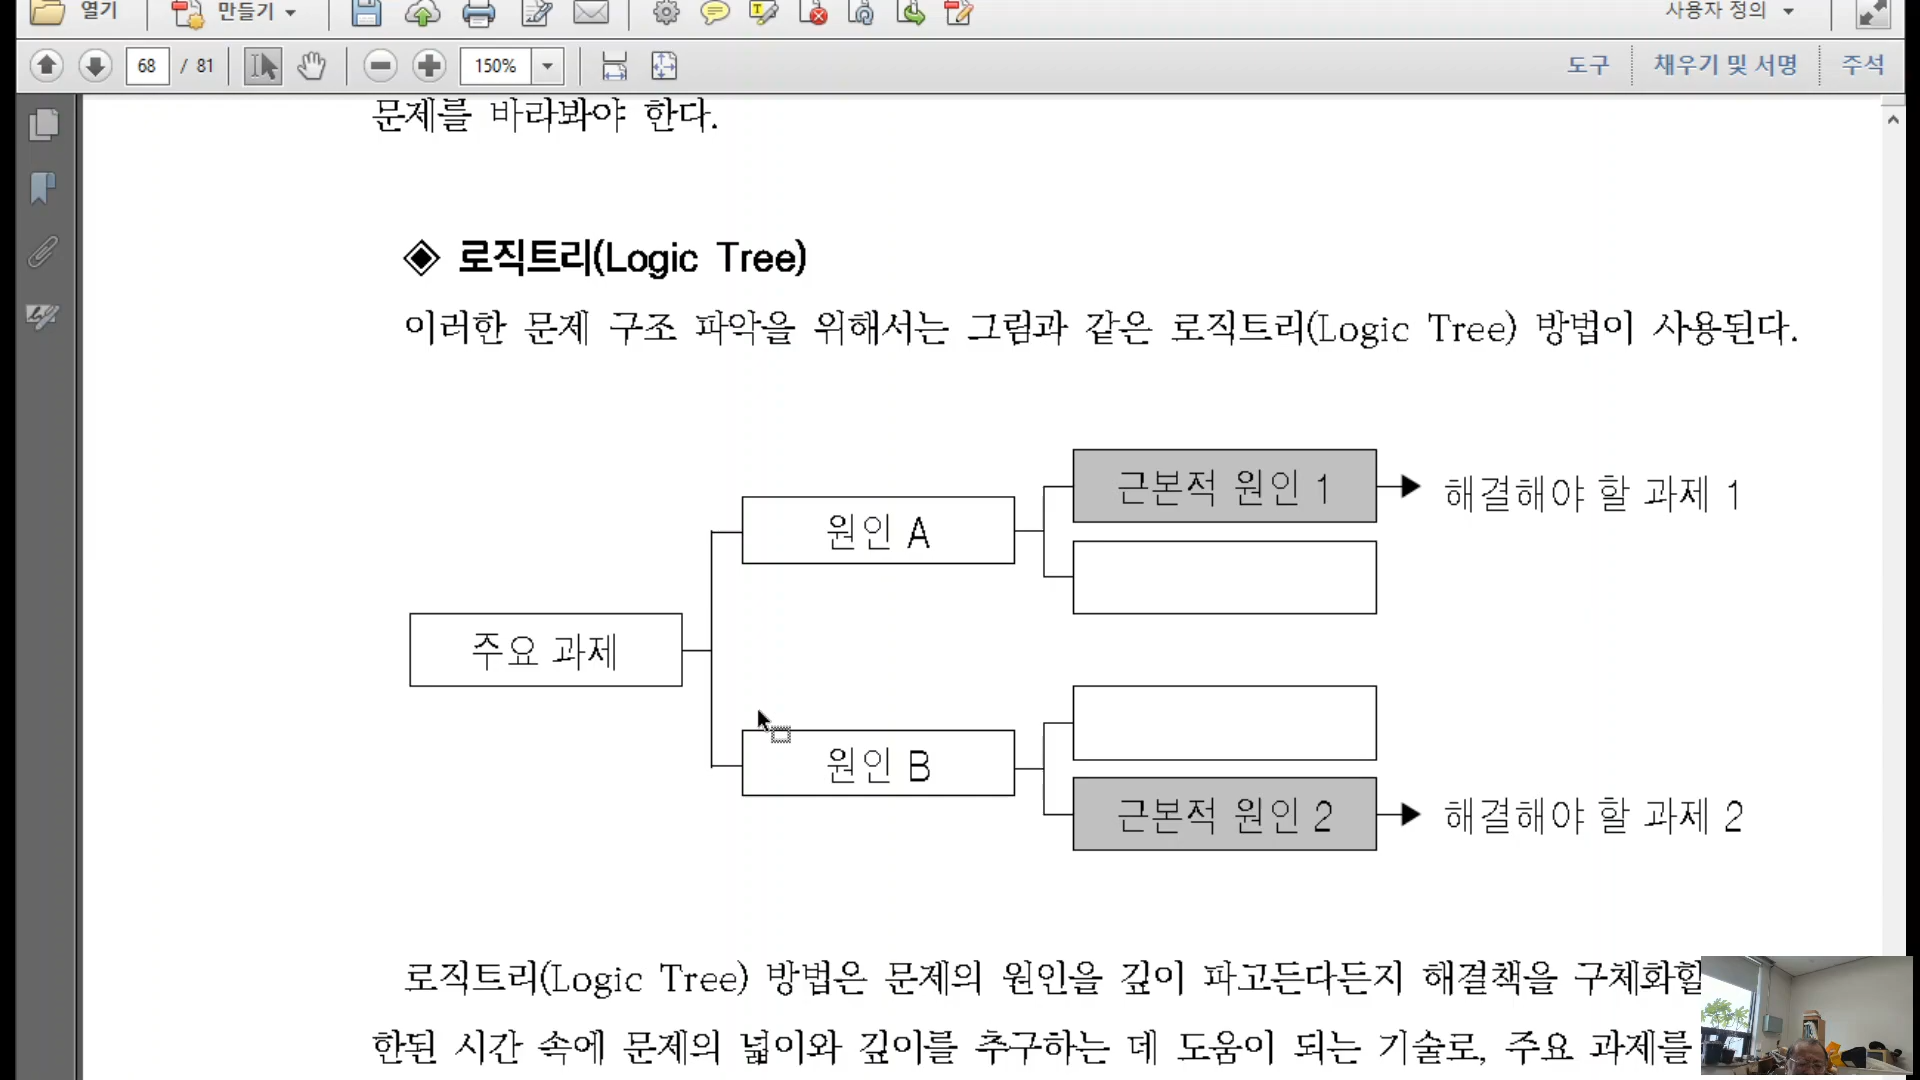 열기
만들기
사용자 정의
68 / 81
150%
도구
채우기 및 서명
주석
문제를 바라봐야 한다.
◈ 로직트리(Logic Tree)
이러한 문제 구조 파악을 위해서는 그림과 같은 로직트리(Logic Tree) 방법이 사용된다.
근본적 원인 1
해결해야 할 과제 1
원인 A
주요 과제
원인 B
근본적 원인 2
해결해야 할 과제 2
로직트리(Logic Tree) 방법은 문제의 원인을 깊이 파고든다든지 해결책을 구체화할
한된 시간 속에 문제의 넓이와 깊이를 추구하는 데 도움이 되는 기술로, 주요 과제를